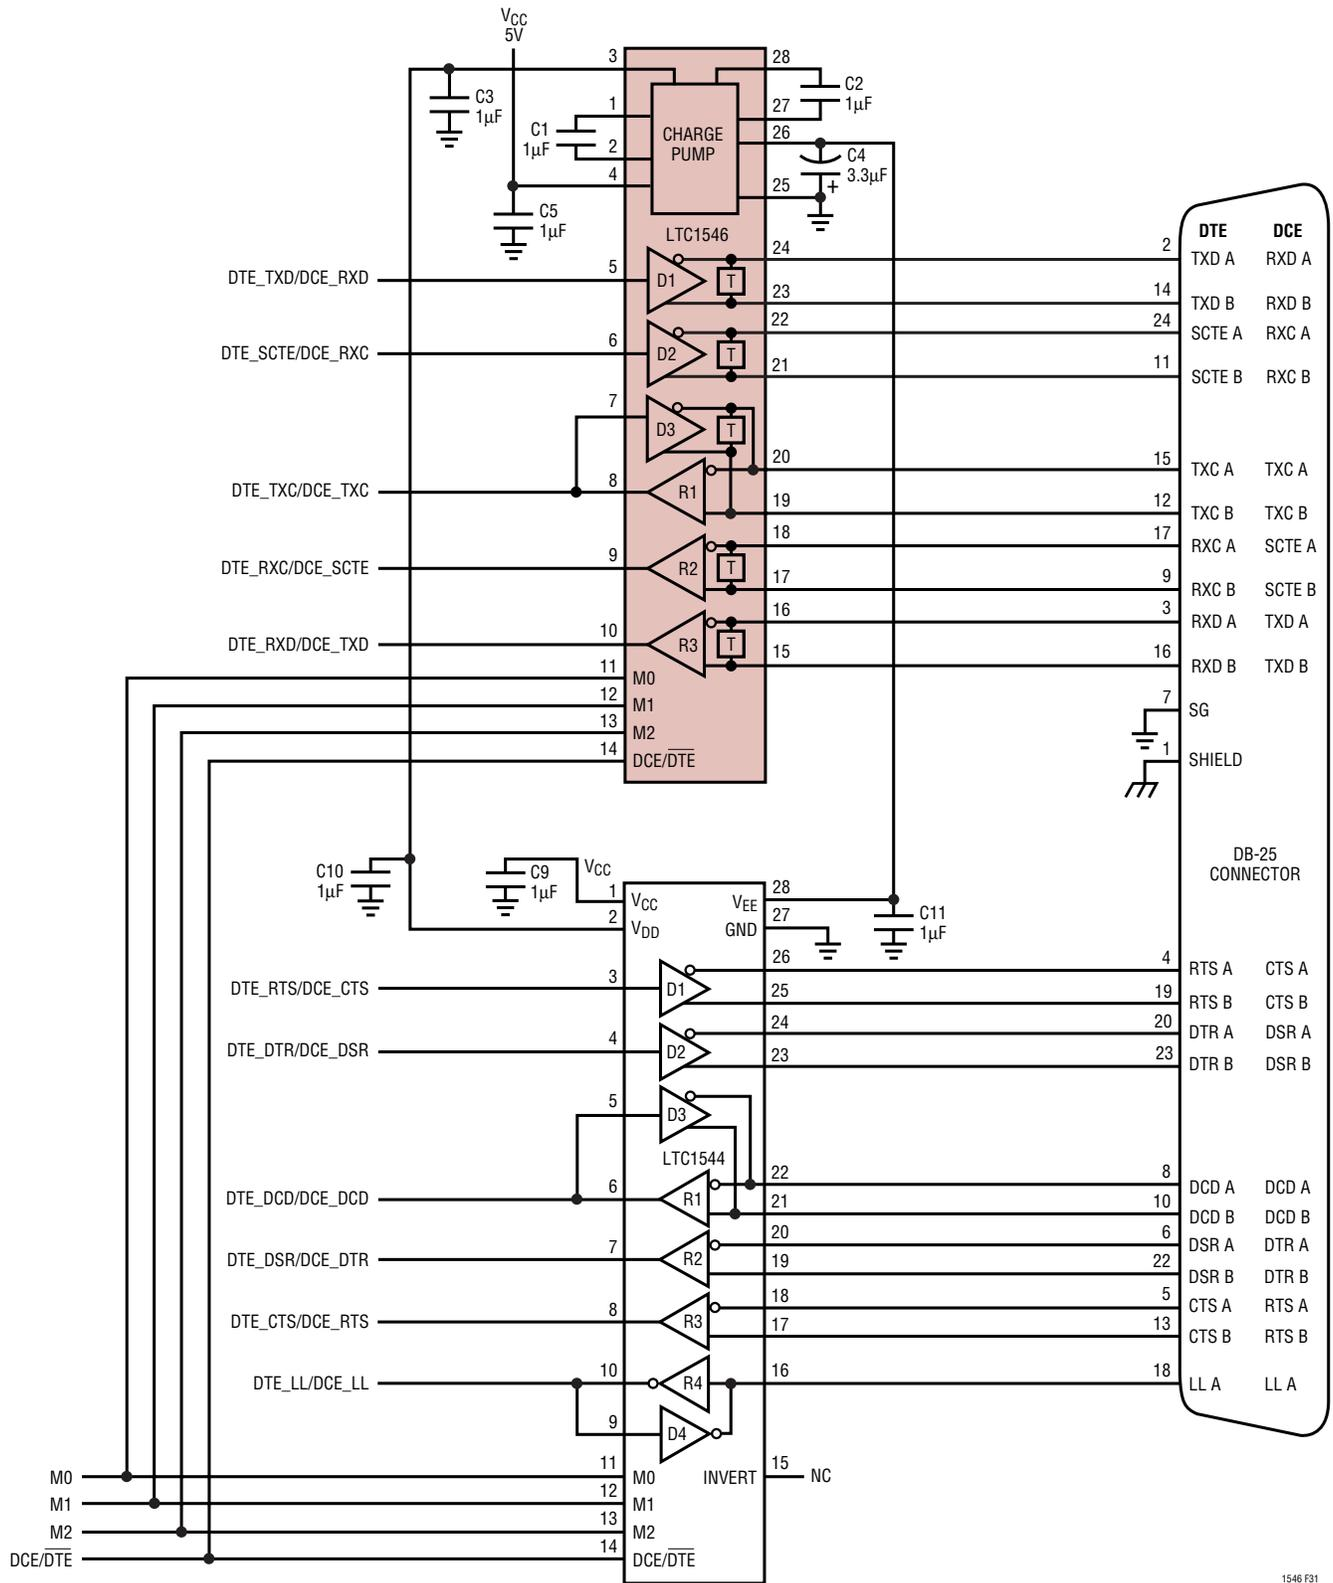 VCC
5V
3
28
C3
1µF
C2
1µF
1
27
C1
1µF
CHARGE
PUMP
26
2
C4
3.3µF
+
4
25
C5
1µF
LTC1546
DTE DCE
DTE_TXD/DCE_RXD
5
D1
T
24
2
TXD A RXD A
23
14
TXD B RXD B
DTE_SCTE/DCE_RXC
6
D2
T
22
24
SCTE A RXC A
21
11
SCTE B RXC B
7
D3
T
20
15
TXC A TXC A
DTE_TXC/DCE_TXC
8
R1
19
12
TXC B TXC B
18
17
RXC A SCTE A
DTE_RXC/DCE_SCTE
9
R2
T
17
9
RXC B SCTE B
16
3
RXD A TXD A
DTE_RXD/DCE_TXD
10
R3
T
15
16
RXD B TXD B
11
M0
12
M1
7
SG
13
M2
14
DCE/DTE
1
SHIELD
DB-25
CONNECTOR
C10
1µF
C9
1µF
VCC
1
VCC
VEE
28
2
VDD
GND
27
C11
1µF
DTE_RTS/DCE_CTS
3
D1
26
4
RTS A CTS A
25
19
RTS B CTS B
DTE_DTR/DCE_DSR
4
D2
24
20
DTR A DSR A
23
23
DTR B DSR B
5
D3
LTC1544
DTE_DCD/DCE_DCD
6
R1
22
8
DCD A DCD A
21
10
DCD B DCD B
DTE_DSR/DCE_DTR
7
R2
20
6
DSR A DTR A
19
22
DSR B DTR B
DTE_CTS/DCE_RTS
8
R3
18
5
CTS A RTS A
17
13
CTS B RTS B
DTE_LL/DCE_LL
10
R4
16
18
LL A LL A
9
D4
M0
11
M0
INVERT
15
NC
M1
12
M1
M2
13
M2
DCE/DTE
14
DCE/DTE
1546 F31